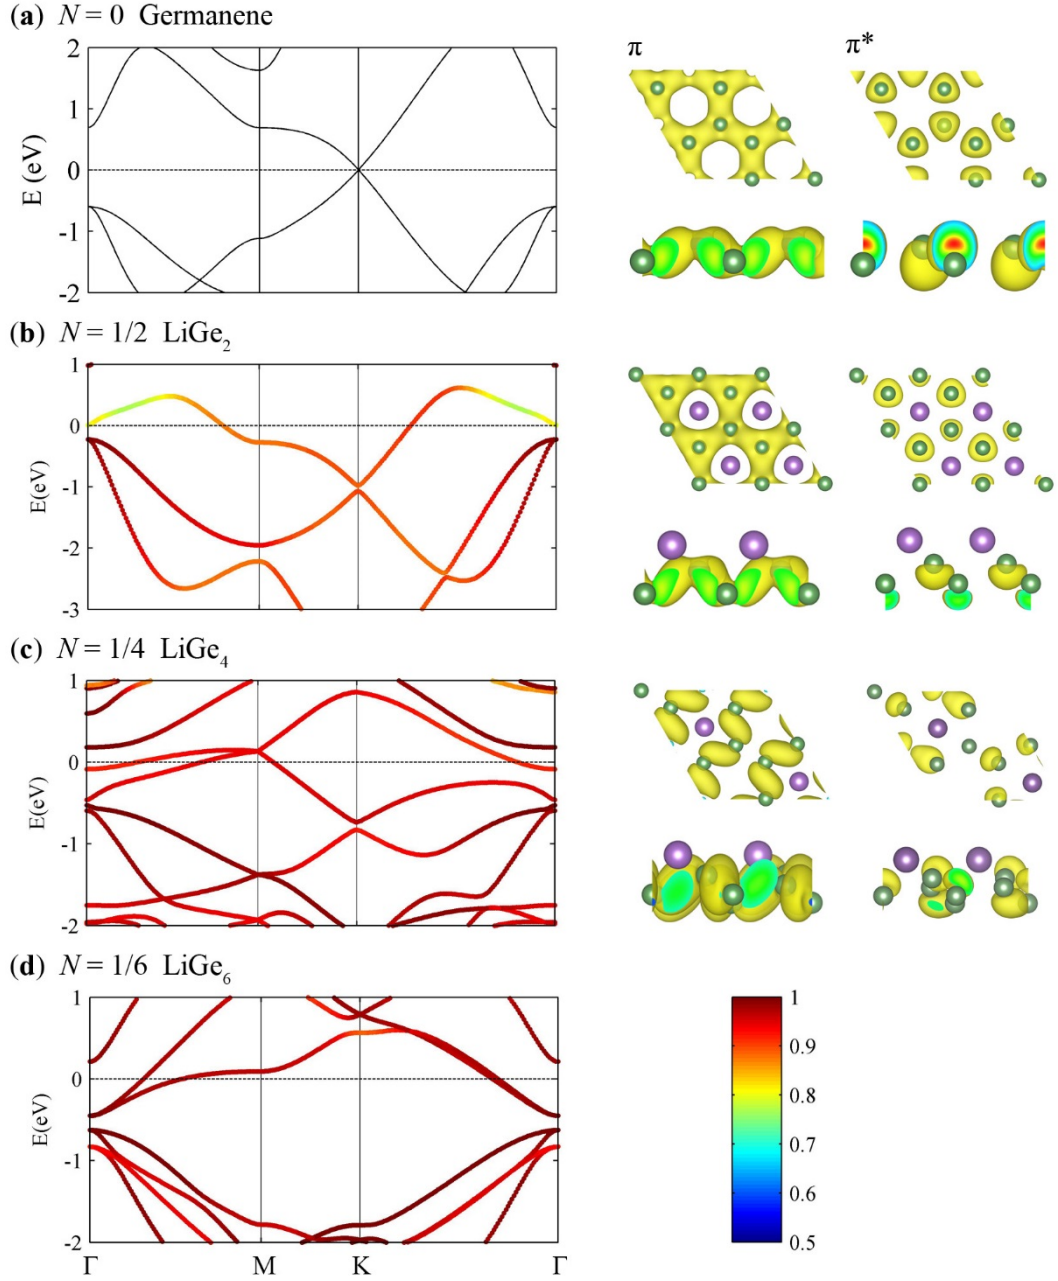 (a) N = 0 Germanene
π π*
2
1
0
-1
-2
E (eV)
(b) N = 1/2 LiGe₂
1
0
-1
-2
-3
E(eV)
(c) N = 1/4 LiGe₄
1
0
-1
-2
E(eV)
(d) N = 1/6 LiGe₆
1
0
-1
-2
E(eV)
Γ M K Γ
1
0.9
0.8
0.7
0.6
0.5